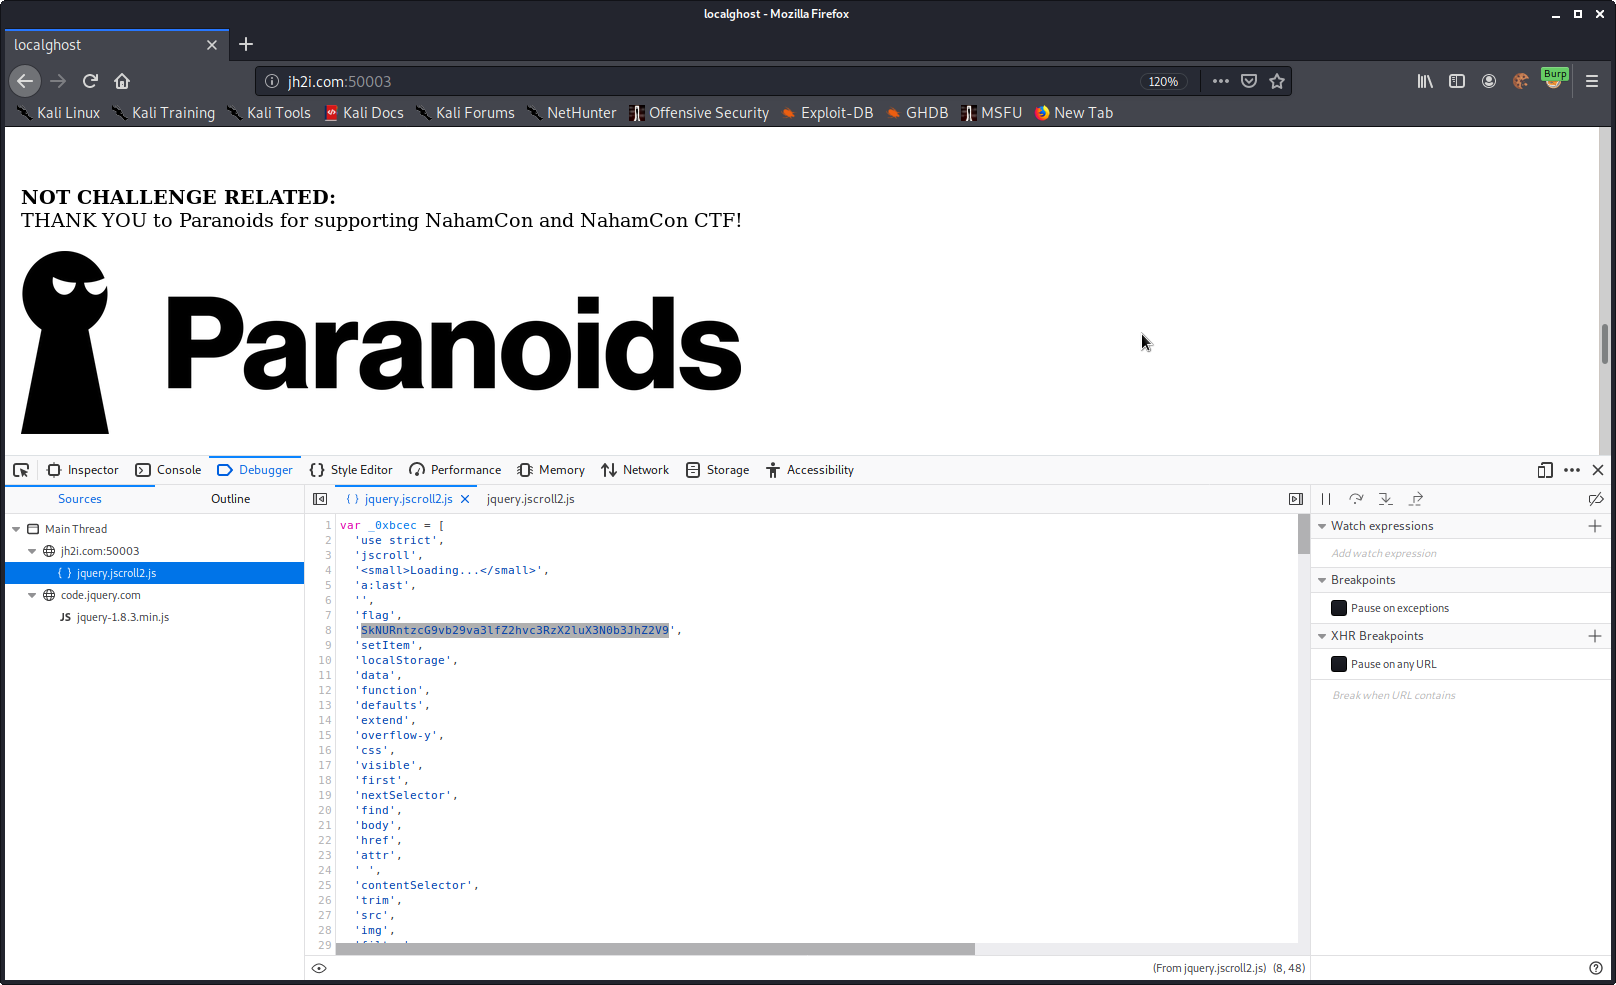 localghost - Mozilla Firefox
localghost
jh2i.com:50003
120%
Burp
Kali Linux
Kali Training
Kali Tools
Kali Docs
Kali Forums
NetHunter
Offensive Security
Exploit-DB
GHDB
MSFU
New Tab
NOT CHALLENGE RELATED:
THANK YOU to Paranoids for supporting NahamCon and NahamCon CTF!
Paranoids
Inspector
Console
Debugger
Style Editor
Performance
Memory
Network
Storage
Accessibility
Sources
Outline
jquery.jscroll2.js
jquery.jscroll2.js
Main Thread
jh2i.com:50003
jquery.jscroll2.js
code.jquery.com
JS jquery-1.8.3.min.js
1 var _0xbcec = [
2 'use strict',
3 'jscroll',
4 '<small>Loading...</small>',
5 'a:last',
6 '',
7 'flag',
8 'SkNURntzcG9vb29va3lfZ2hvc3RzX2luX3N0b3JhZ2V9',
9 'setItem',
10 'localStorage',
11 'data',
12 'function',
13 'defaults',
14 'extend',
15 'overflow-y',
16 'css',
17 'visible',
18 'first',
19 'nextSelector',
20 'find',
21 'body',
22 'href',
23 'attr',
24 ' ',
25 'contentSelector',
26 'trim',
27 'src',
28 'img',
29
(From jquery.jscroll2.js) (8, 48)
Watch expressions
Add watch expression
Breakpoints
Pause on exceptions
XHR Breakpoints
Pause on any URL
Break when URL contains